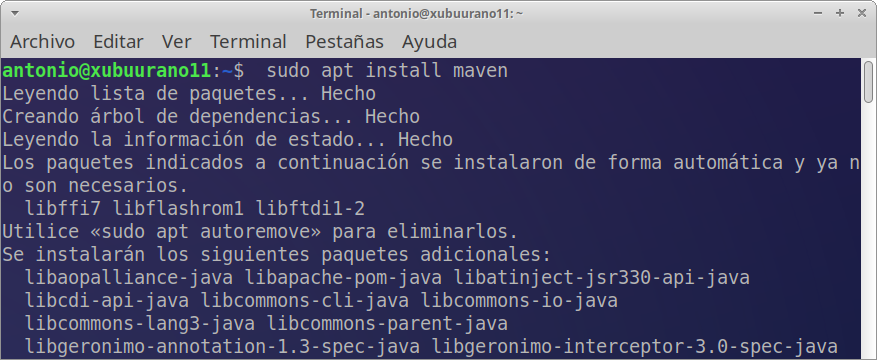 Terminal - antonio@xubuurano11: ~
Archivo Editar Ver Terminal Pestañas Ayuda
antonio@xubuurano11:~$  sudo apt install maven
Leyendo lista de paquetes... Hecho
Creando árbol de dependencias... Hecho
Leyendo la información de estado... Hecho
Los paquetes indicados a continuación se instalaron de forma automática y ya n
o son necesarios.
  libffi7 libflashrom1 libftdi1-2
Utilice «sudo apt autoremove» para eliminarlos.
Se instalarán los siguientes paquetes adicionales:
  libaopalliance-java libapache-pom-java libatinject-jsr330-api-java
  libcdi-api-java libcommons-cli-java libcommons-io-java
  libcommons-lang3-java libcommons-parent-java
  libgeronimo-annotation-1.3-spec-java libgeronimo-interceptor-3.0-spec-java